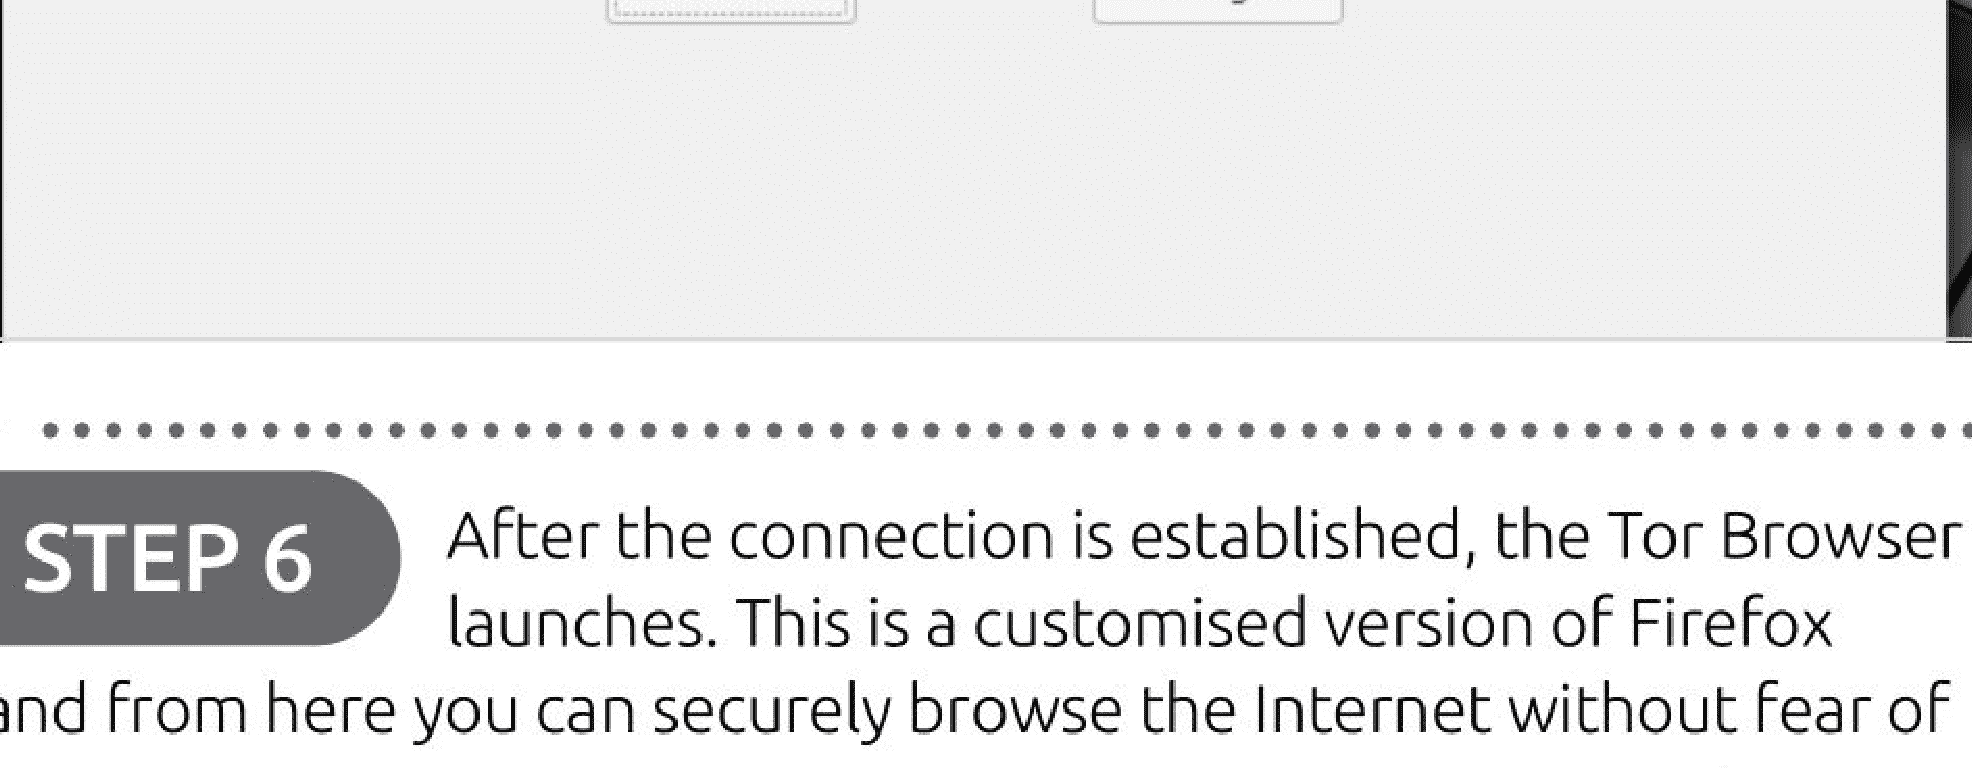 STEP 6
After the connection is established, the Tor Browser
launches. This is a customised version of Firefox
and from here you can securely browse the Internet without fear of